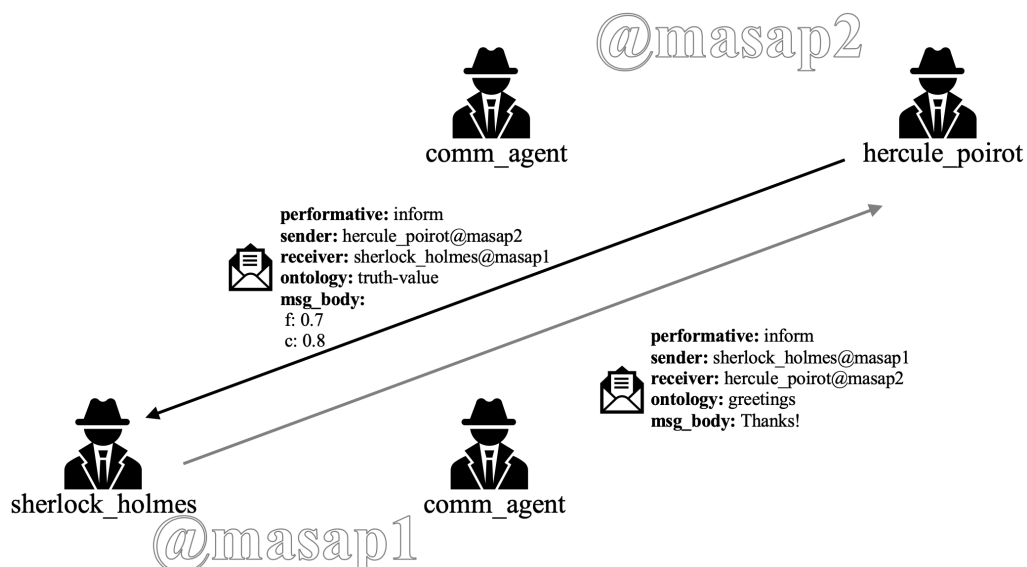 @masap2
comm_agent
hercule_poirot
performative: inform
sender: hercule_poirot@masap2
receiver: sherlock_holmes@masap1
ontology: truth-value
msg_body:
f: 0.7
c: 0.8
performative: inform
sender: sherlock_holmes@masap1
receiver: hercule_poirot@masap2
ontology: greetings
msg_body: Thanks!
sherlock_holmes
comm_agent
@masap1